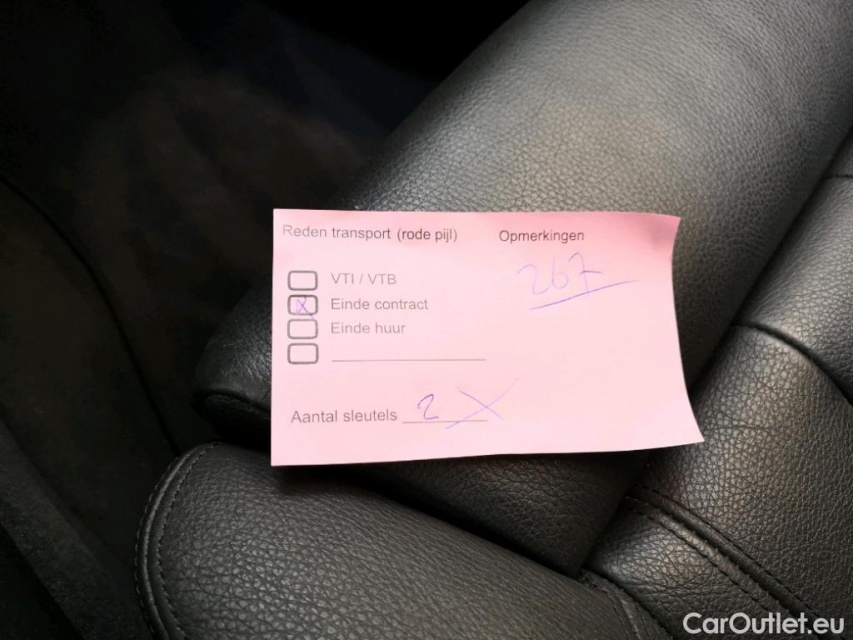 Reden transport (rode pijl) Opmerkingen
VTI / VTB 267
Einde contract
Einde huur
Aantal sleutels 2 X
CarOutlet.eu